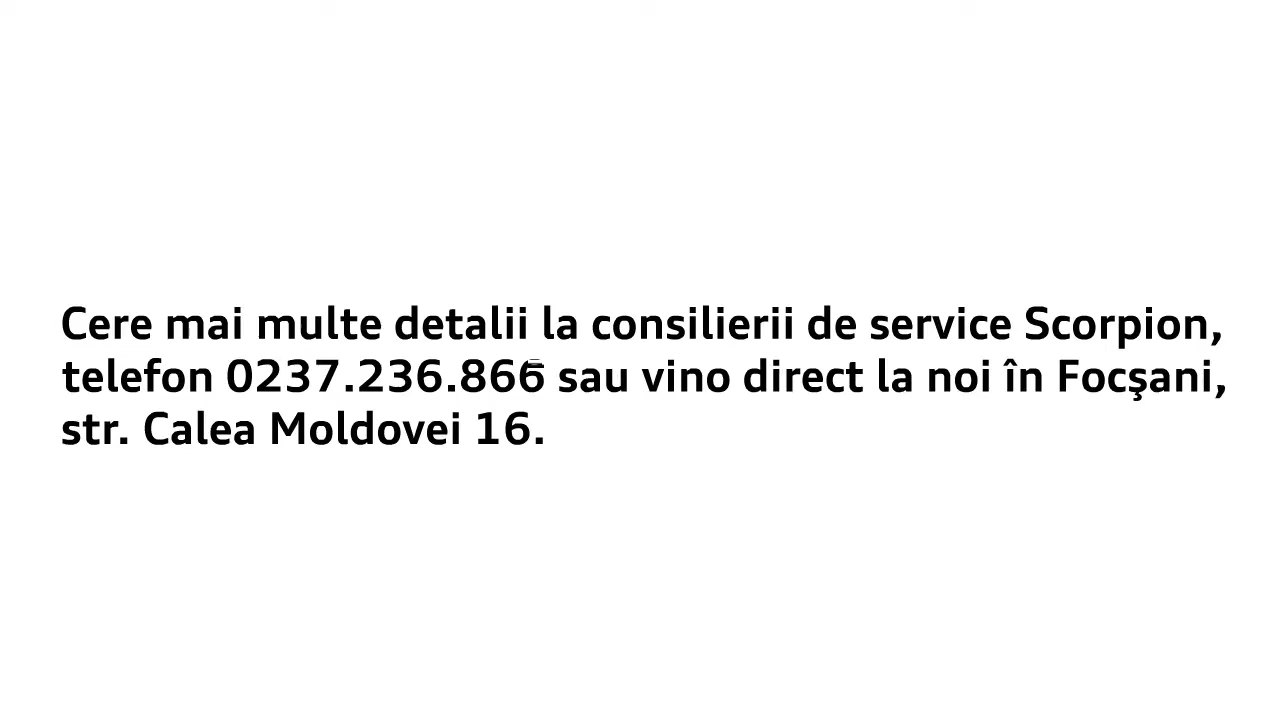 Cere mai multe detalii la consilierii de service Scorpion,
telefon 0237.236.866 sau vino direct la noi în Focşani,
str. Calea Moldovei 16.